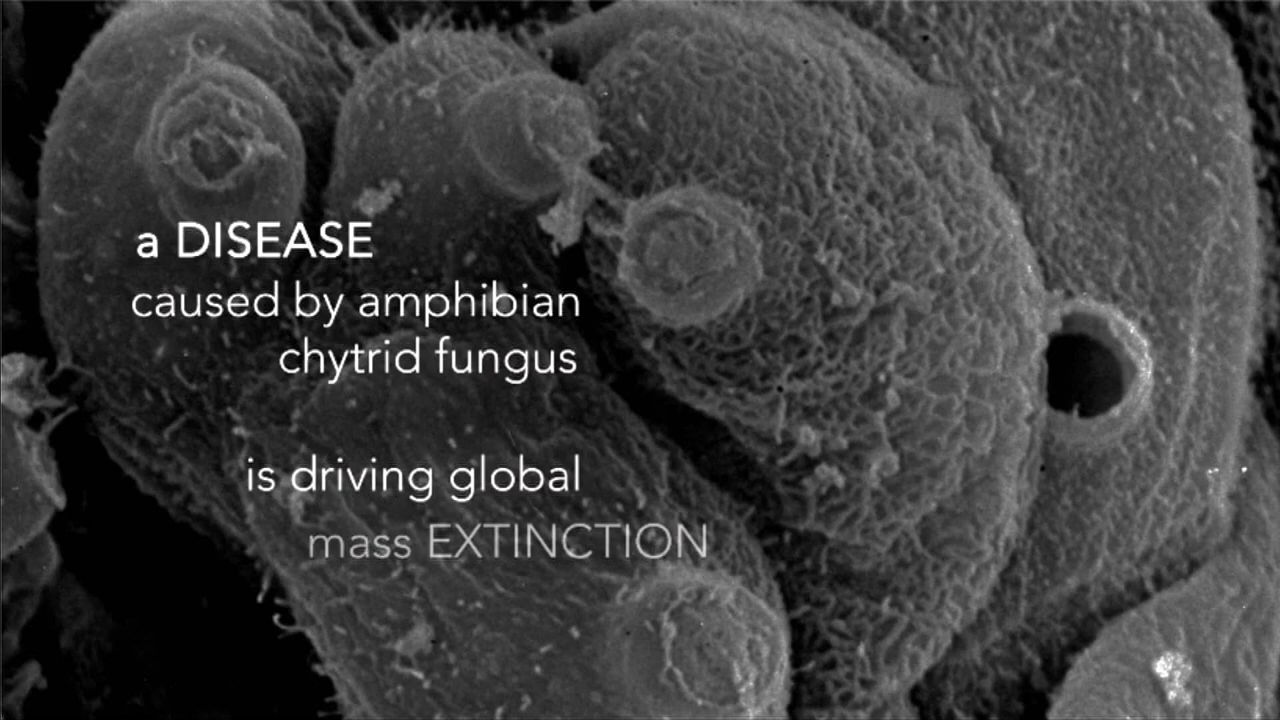 a DISEASE
caused by amphibian
chytrid fungus
is driving global
mass EXTINCTION